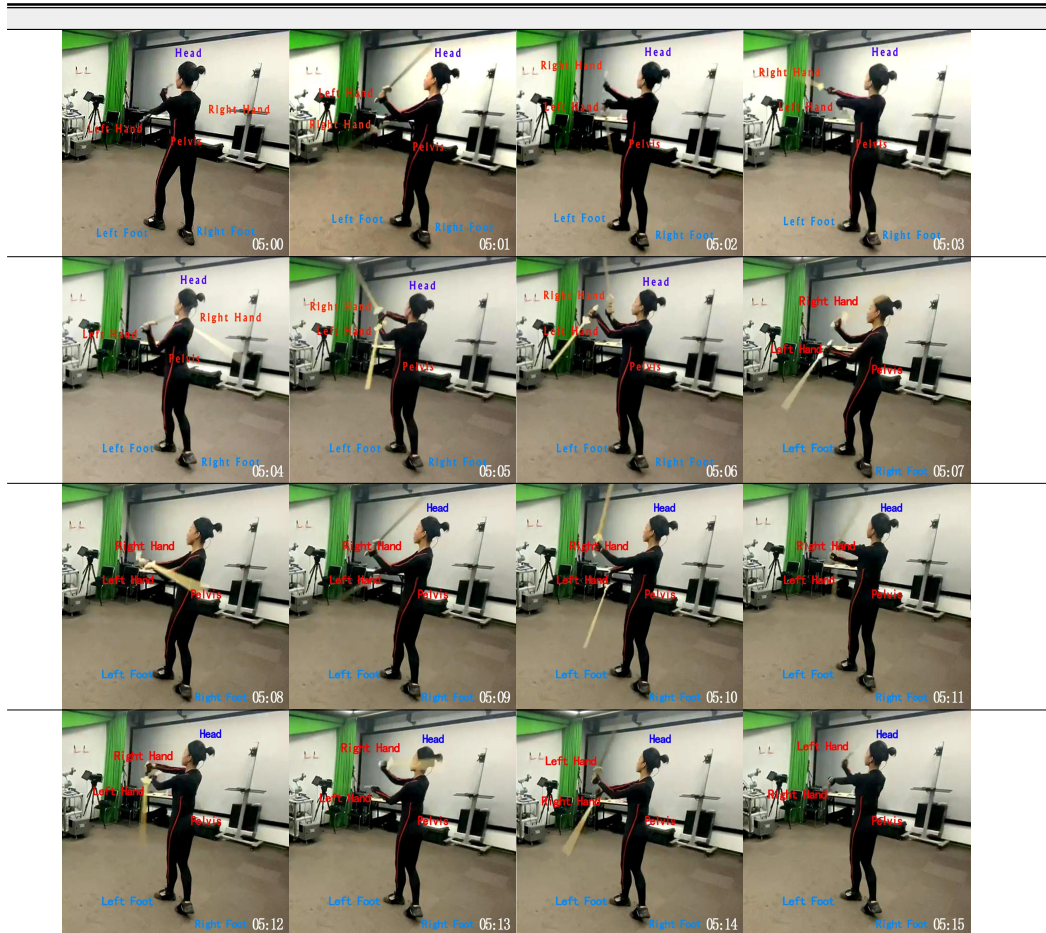 Head
Right Hand
Left Hand
Pelvis
Left Foot
Right Foot
05:00
Head
Left Hand
Right Hand
Pelvis
Left Foot
Right Foot
05:01
Head
Right Hand
Left Hand
Pelvis
Left Foot
Right Foot
05:02
Head
Right Hand
Left Hand
Pelvis
Left Foot
Right Foot
05:03
Head
Right Hand
Left Hand
Pelvis
Left Foot
Right Foot
05:04
Head
Right Hand
Left Hand
Pelvis
Left Foot
Right Foot
05:05
Head
Right Hand
Left Hand
Pelvis
Left Foot
Right Foot
05:06
Right Hand
Left Hand
Pelvis
Left Foot
Right Foot
05:07
Right Hand
Left Hand
Pelvis
Left Foot
Right Foot
05:08
Head
Right Hand
Left Hand
Pelvis
Left Foot
Right Foot
05:09
Head
Right Hand
Left Hand
Pelvis
Left Foot
Right Foot
05:10
Head
Right Hand
Left Hand
Pelvis
Left Foot
Right Foot
05:11
Head
Right Hand
Left Hand
Pelvis
Left Foot
Right Foot
05:12
Head
Right Hand
Left Hand
Pelvis
Left Foot
Right Foot
05:13
Head
Left Hand
Right Hand
Pelvis
Left Foot
Right Foot
05:14
Head
Left Hand
Right Hand
Pelvis
Left Foot
Right Foot
05:15